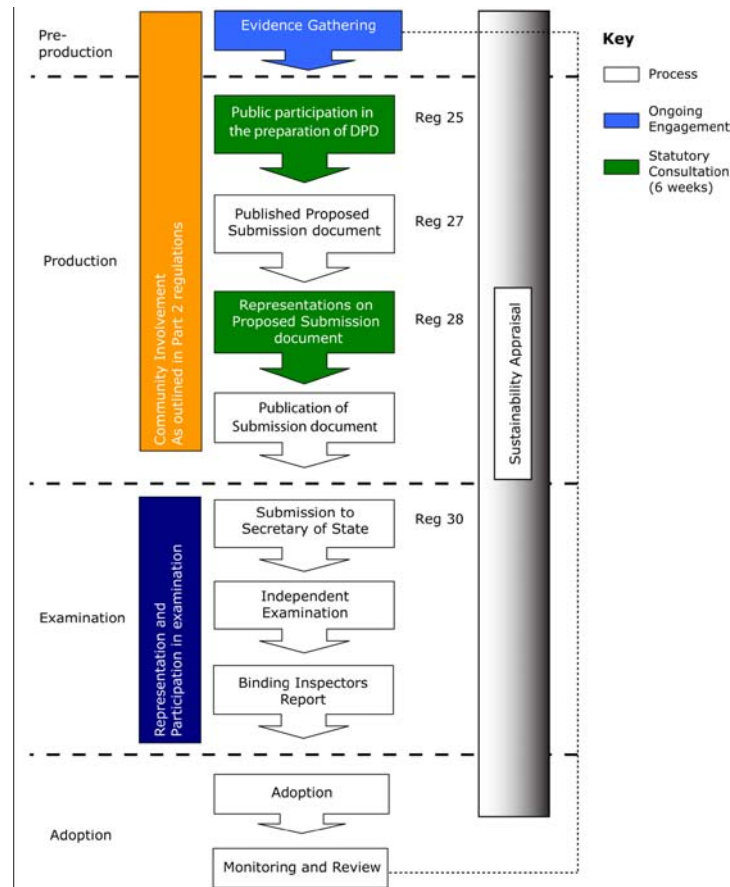 Pre-
production
Evidence Gathering
Key
Process
Ongoing
Engagement
Statutory
Consultation
(6 weeks)
Production
Community Involvement
As outlined in Part 2 regulations
Public participation in
the preparation of DPD
Reg 25
Published Proposed
Submission document
Reg 27
Representations on
Proposed Submission
document
Reg 28
Publication of
Submission document
Sustainability Appraisal
Examination
Representation and
Participation in examination
Submission to
Secretary of State
Reg 30
Independent
Examination
Binding Inspectors
Report
Adoption
Adoption
Monitoring and Review